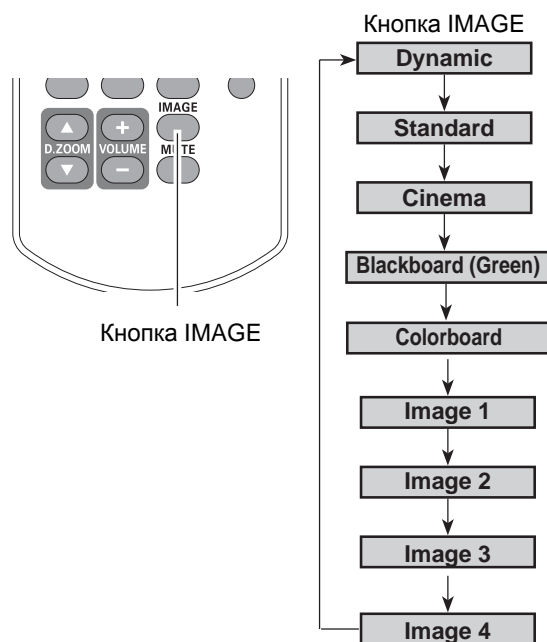 IMAGE
D.ZOOM
VOLUME
MUTE
Кнопка IMAGE
Кнопка IMAGE
Dynamic
Standard
Cinema
Blackboard (Green)
Colorboard
Image 1
Image 2
Image 3
Image 4